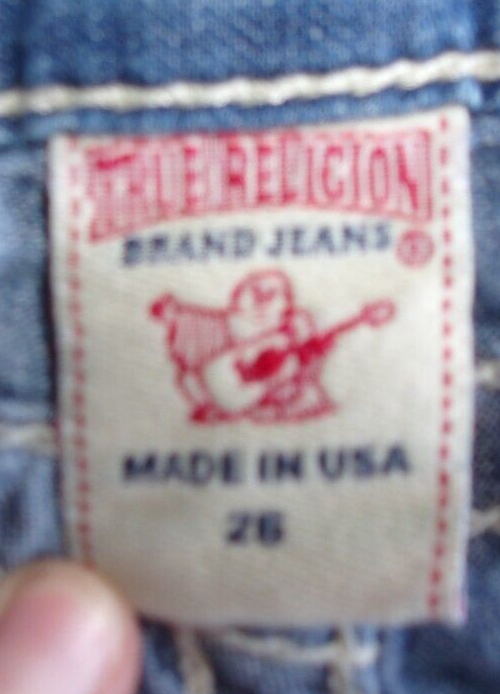 TRUE RELIGION
BRAND JEANS ®
MADE IN USA
26